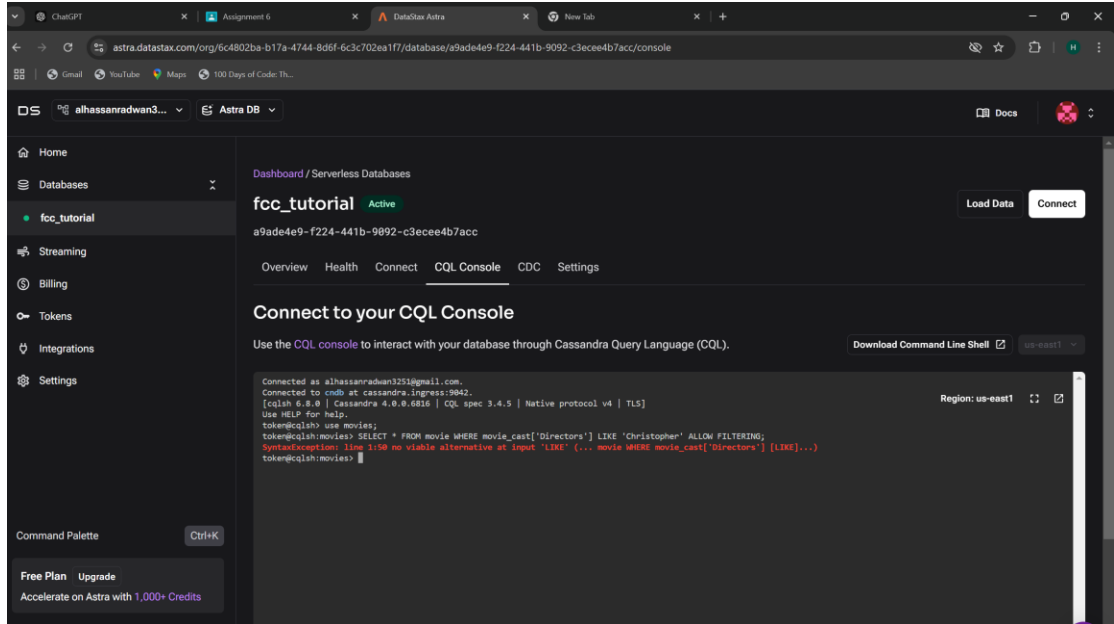 ChatGPT
Assignment 6
DataStax Astra
New Tab
astra.datastax.com/org/6c4802ba-b17a-4744-8d6f-6c3c702ea1f7/database/a9ade4e9-f224-441b-9092-c3ecee4b7acc/console
H
Gmail
YouTube
Maps
100 Days of Code: Th...
DS
alhassanradwan3...
Astra DB
Docs
Home
Databases
fcc_tutorial
Streaming
Billing
Tokens
Integrations
Settings
Command Palette
Ctrl+K
Free Plan Upgrade
Accelerate on Astra with 1,000+ Credits
Dashboard / Serverless Databases
fcc_tutorial Active
Load Data
Connect
a9ade4e9-f224-441b-9092-c3ecee4b7acc
Overview Health Connect CQL Console CDC Settings
Connect to your CQL Console
Use the CQL console to interact with your database through Cassandra Query Language (CQL).
Download Command Line Shell
us-east1
Region: us-east1
Connected as alhassanradwan3251@gmail.com.
Connected to cndb at cassandra.ingress:9042.
[cqlsh 6.8.0 | Cassandra 4.0.0.6816 | CQL spec 3.4.5 | Native protocol v4 | TLS]
Use HELP for help.
token@cqlsh> use movies;
token@cqlsh:movies> SELECT * FROM movie WHERE movie_cast['Directors'] LIKE 'Christopher' ALLOW FILTERING;
SyntaxException: line 1:50 no viable alternative at input 'LIKE' (... movie WHERE movie_cast['Directors'] [LIKE]...)
token@cqlsh:movies>